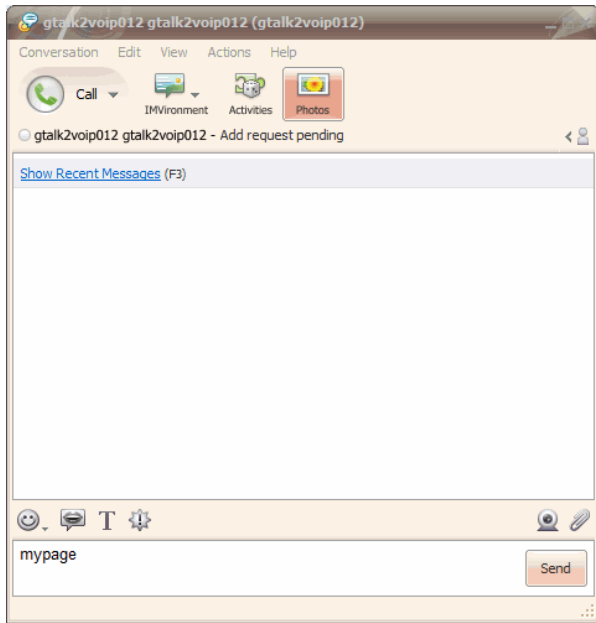 gtalk2voip012 gtalk2voip012 (gtalk2voip012)
Conversation Edit View Actions Help
Call IMVironment Activities Photos
gtalk2voip012 gtalk2voip012 - Add request pending
Show Recent Messages (F3)
T
mypage
Send